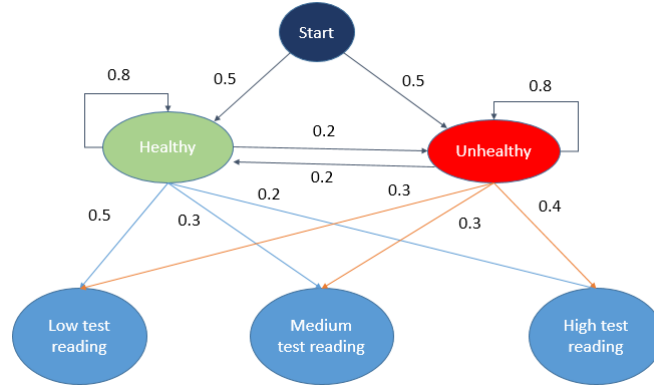 Start
0.8
0.5
0.5
0.8
Healthy
0.2
Unhealthy
0.2
0.5
0.3
0.2
0.3
0.3
0.4
Low test
reading
Medium
test reading
High test
reading